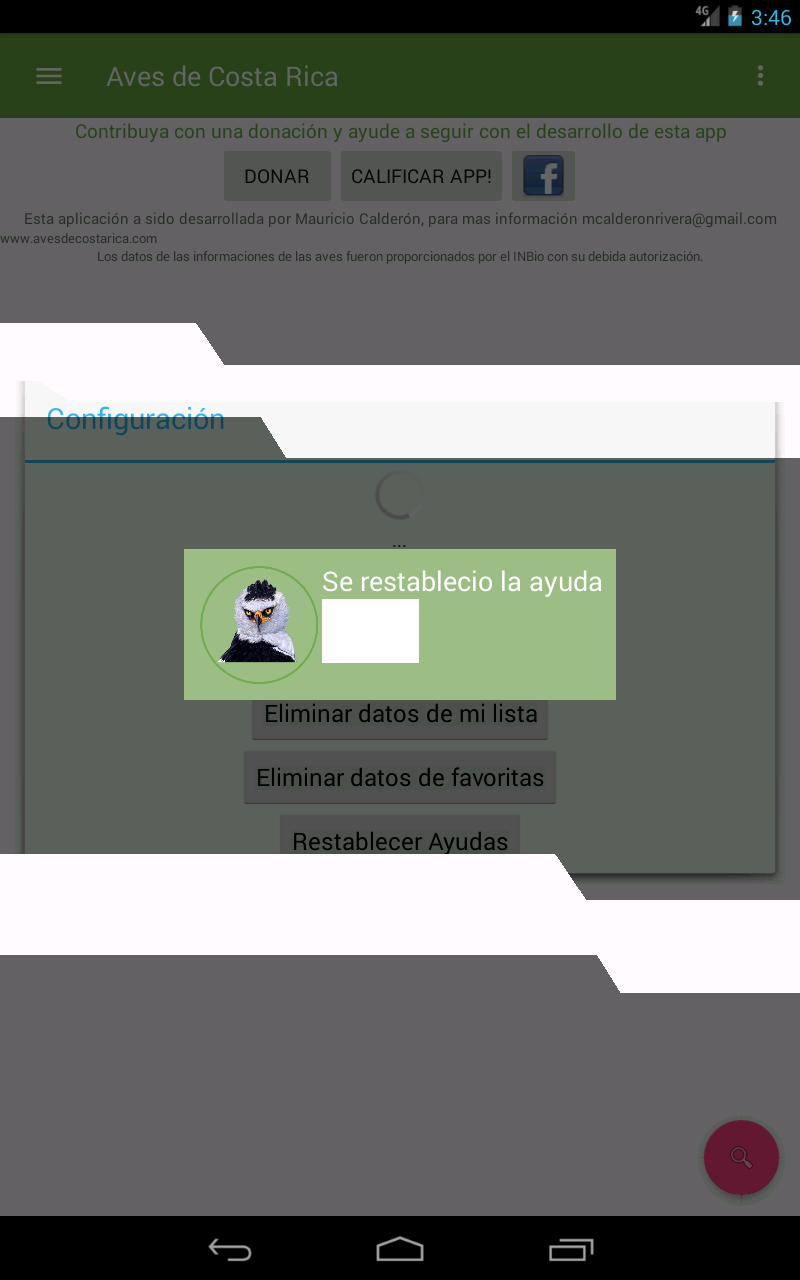 4G 3:46
Aves de Costa Rica
Contribuya con una donación y ayude a seguir con el desarrollo de esta app
DONAR CALIFICAR APP! f
Esta aplicación a sido desarrollada por Mauricio Calderón, para mas información mcalderonrivera@gmail.com
www.avesdecostarica.com
Los datos de las informaciones de las aves fueron proporcionados por el INBio con su debida autorización.
Configuración
...
Se restablecio la ayuda
Eliminar datos de mi lista
Eliminar datos de favoritas
Restablecer Ayudas